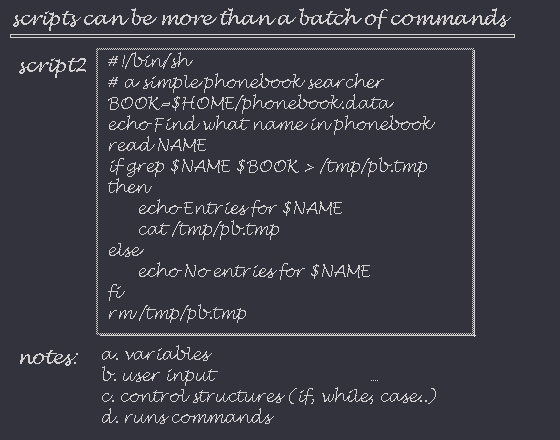 scripts can be more than a batch of commands
script2
#!/bin/sh
# a simple phonebook searcher
BOOK=$HOME/phonebook.data
echo Find what name in phonebook
read NAME
if grep $NAME $BOOK > /tmp/pb.tmp
then
echo Entries for $NAME
cat /tmp/pb.tmp
else
echo No entries for $NAME
fi
rm /tmp/pb.tmp
notes:
a. variables
b. user input ....
c. control structures (if, while, case..)
d. runs commands